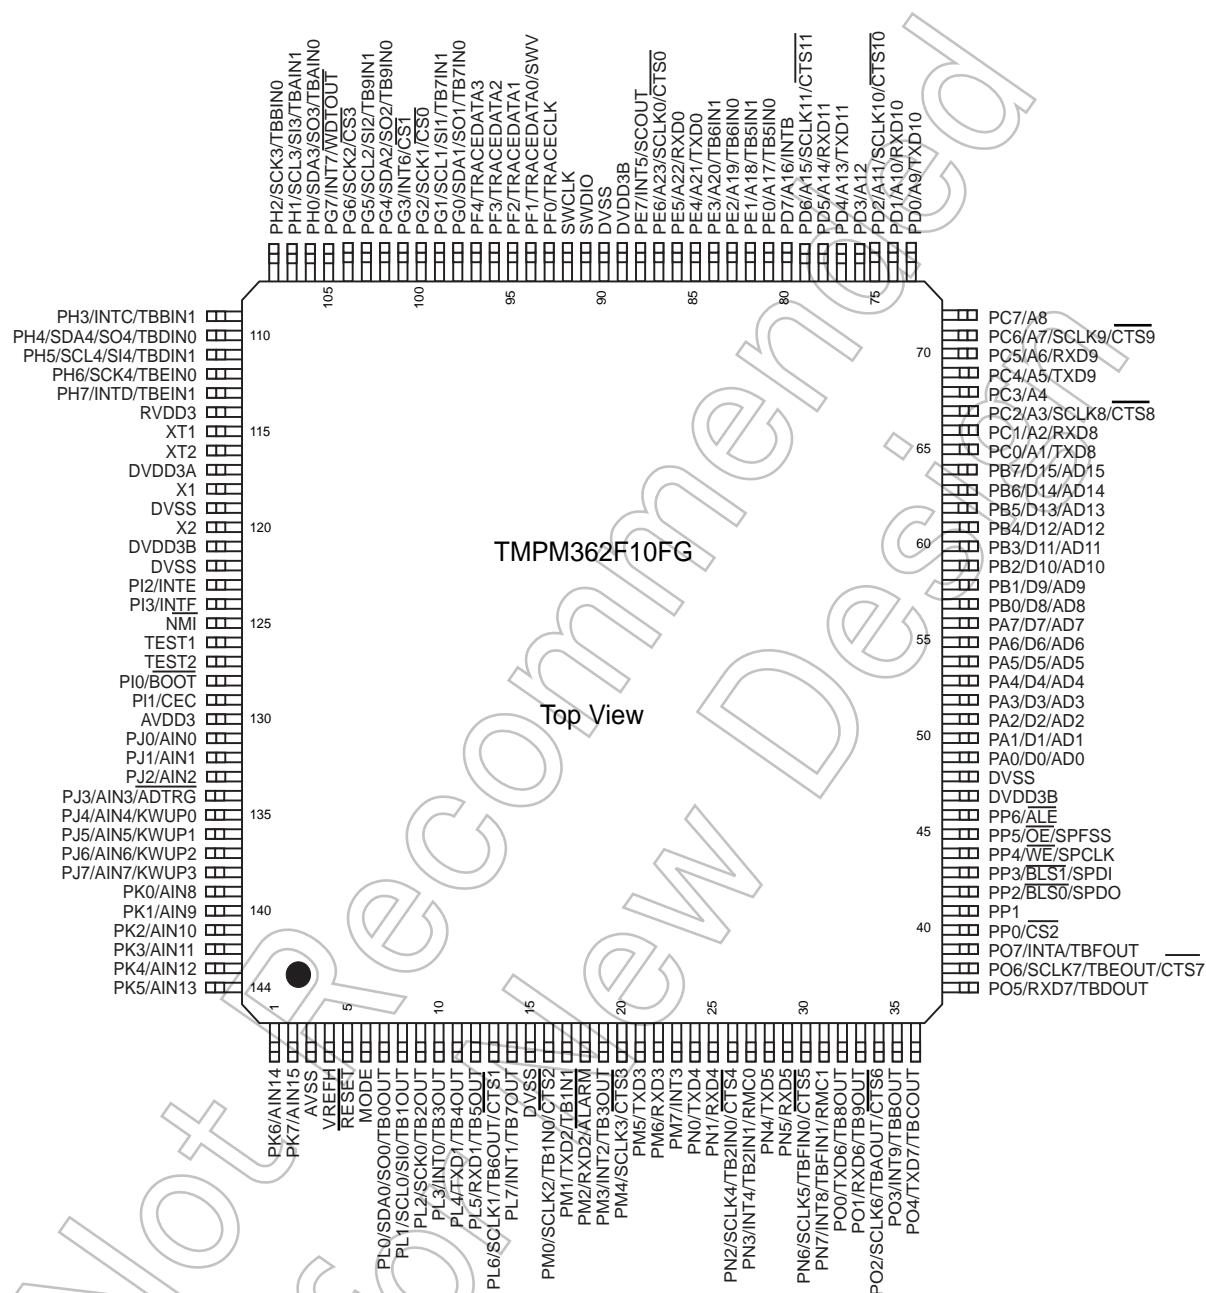 PH2/SCK3/TBBIN0
PH1/SCL3/SI3/TBAIN1
PH0/SDA3/SO3/TBAIN0
PG7/INT7/WDTOUT
PG6/SCK2/CS3
PG5/SCL2/SI2/TB9IN1
PG4/SDA2/SO2/TB9IN0
PG3/INT6/CS1
PG2/SCK1/CS0
PG1/SCL1/SI1/TB7IN1
PG0/SDA1/SO1/TB7IN0
PF4/TRACEDATA3
PF3/TRACEDATA2
PF2/TRACEDATA1
PF1/TRACEDATA0/SWV
PF0/TRACECLK
SWCLK
SWDIO
DVSS
DVDD3B
PE7/INT5/SCOUT
PE6/A23/SCLK0/CTS0
PE5/A22/RXD0
PE4/A21/TXD0
PE3/A20/TB6IN1
PE2/A19/TB6IN0
PE1/A18/TB5IN1
PE0/A17/TB5IN0
PD7/A16/INTB
PD6/A15/SCLK11/CTS11
PD5/A14/RXD11
PD4/A13/TXD11
PD3/A12
PD2/A11/SCLK10/CTS10
PD1/A10/RXD10
PD0/A9/TXD10
105
100
95
90
85
80
75
PH3/INTC/TBBIN1
PH4/SDA4/SO4/TBDIN0
PH5/SCL4/SI4/TBDIN1
PH6/SCK4/TBEIN0
PH7/INTD/TBEIN1
RVDD3
XT1
XT2
DVDD3A
X1
DVSS
X2
DVDD3B
DVSS
PI2/INTE
PI3/INTF
NMI
TEST1
TEST2
PI0/BOOT
PI1/CEC
AVDD3
PJ0/AIN0
PJ1/AIN1
PJ2/AIN2
PJ3/AIN3/ADTRG
PJ4/AIN4/KWUP0
PJ5/AIN5/KWUP1
PJ6/AIN6/KWUP2
PJ7/AIN7/KWUP3
PK0/AIN8
PK1/AIN9
PK2/AIN10
PK3/AIN11
PK4/AIN12
PK5/AIN13
110
115
120
125
130
135
140
144
TMPM362F10FG
Top View
70
65
60
55
50
45
40
PC7/A8
PC6/A7/SCLK9/CTS9
PC5/A6/RXD9
PC4/A5/TXD9
PC3/A4
PC2/A3/SCLK8/CTS8
PC1/A2/RXD8
PC0/A1/TXD8
PB7/D15/AD15
PB6/D14/AD14
PB5/D13/AD13
PB4/D12/AD12
PB3/D11/AD11
PB2/D10/AD10
PB1/D9/AD9
PB0/D8/AD8
PA7/D7/AD7
PA6/D6/AD6
PA5/D5/AD5
PA4/D4/AD4
PA3/D3/AD3
PA2/D2/AD2
PA1/D1/AD1
PA0/D0/AD0
DVSS
DVDD3B
PP6/ALE
PP5/OE/SPFSS
PP4/WE/SPCLK
PP3/BLS1/SPDI
PP2/BLS0/SPDO
PP1
PP0/CS2
PO7/INTA/TBFOUT
PO6/SCLK7/TBEOUT/CTS7
PO5/RXD7/TBDOUT
1
5
10
15
20
25
30
35
PK6/AIN14
PK7/AIN15
AVSS
VREFH
RESET
MODE
PL0/SDA0/SO0/TB0OUT
PL1/SCL0/SI0/TB1OUT
PL2/SCK0/TB2OUT
PL3/INT0/TB3OUT
PL4/TXD1/TB4OUT
PL5/RXD1/TB5OUT
PL6/SCLK1/TB6OUT/CTS1
PL7/INT1/TB7OUT
DVSS
PM0/SCLK2/TB1IN0/CTS2
PM1/TXD2/TB1IN1
PM2/RXD2/ALARM
PM3/INT2/TB3OUT
PM4/SCLK3/CTS3
PM5/TXD3
PM6/RXD3
PM7/INT3
PN0/TXD4
PN1/RXD4
PN2/SCLK4/TB2IN0/CTS4
PN3/INT4/TB2IN1/RMC0
PN4/TXD5
PN5/RXD5
PN6/SCLK5/TBFIN0/CTS5
PN7/INT8/TBFIN1/RMC1
PO0/TXD6/TB8OUT
PO1/RXD6/TB9OUT
PO2/SCLK6/TBAOUT/CTS6
PO3/INT9/TBBOUT
PO4/TXD7/TBCOUT
Not Recommended
for New Design